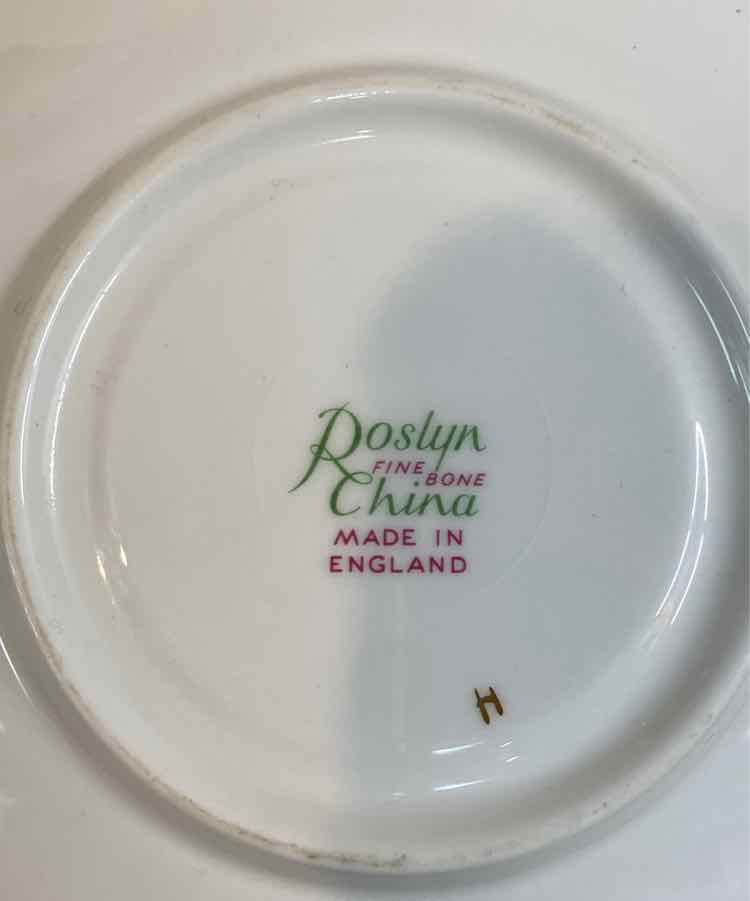 Roslyn
FINE BONE
China
MADE IN
ENGLAND
H